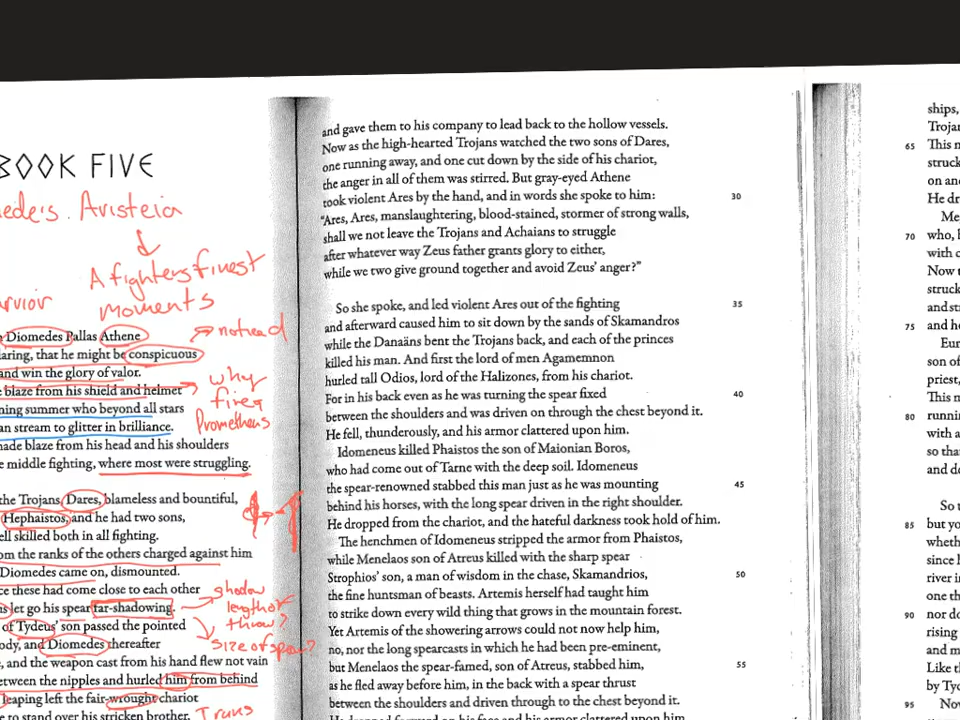 BOOK FIVE
Aristeia
A fighters finest
moments
Diomedes Pallas Athene
→ not read
daring, that he might be conspicuous
and win the glory of valor.
blaze from his shield and helmet
why
fire?
Prometheus
summer who beyond all stars
stream to glitter in brilliance.
made blaze from his head and his shoulders
middle fighting, where most were struggling.
the Trojans, Dares, blameless and bountiful,
Hephaistos, and he had two sons,
well skilled both in all fighting.
from the ranks of the others charged against him
Diomedes came on, dismounted.
these had come close to each other
let go his spear far-shadowing.
shadow
length of
throw?
size of spear?
of Tydeus' son passed the pointed
body, and Diomedes thereafter
and the weapon cast from his hand flew not vain
between the nipples and hurled him from behind
leaping left the fair-wrought chariot
to stand over his stricken brother.
Trans
and gave them to his company to lead back to the hollow vessels.
Now as the high-hearted Trojans watched the two sons of Dares,
one running away, and one cut down by the side of his chariot,
the anger in all of them was stirred. But gray-eyed Athene
took violent Ares by the hand, and in words she spoke to him: 30
"Ares, Ares, manslaughtering, blood-stained, stormer of strong walls,
shall we not leave the Trojans and Achaians to struggle
after whatever way Zeus father grants glory to either,
while we two give ground together and avoid Zeus' anger?"
So she spoke, and led violent Ares out of the fighting 35
and afterward caused him to sit down by the sands of Skamandros
while the Danaäns bent the Trojans back, and each of the princes
killed his man. And first the lord of men Agamemnon
hurled tall Odios, lord of the Halizones, from his chariot.
For in his back even as he was turning the spear fixed 40
between the shoulders and was driven on through the chest beyond it.
He fell, thunderously, and his armor clattered upon him.
Idomeneus killed Phaistos the son of Maionian Boros,
who had come out of Tarne with the deep soil. Idomeneus
the spear-renowned stabbed this man just as he was mounting 45
behind his horses, with the long spear driven in the right shoulder.
He dropped from the chariot, and the hateful darkness took hold of him.
The henchmen of Idomeneus stripped the armor from Phaistos,
while Menelaos son of Atreus killed with the sharp spear
Strophios' son, a man of wisdom in the chase, Skamandrios, 50
the fine huntsman of beasts. Artemis herself had taught him
to strike down every wild thing that grows in the mountain forest.
Yet Artemis of the showering arrows could not now help him,
no, nor the long spearcasts in which he had been pre-eminent,
but Menelaos the spear-famed, son of Atreus, stabbed him, 55
as he fled away before him, in the back with a spear thrust
between the shoulders and driven through to the chest beyond it.
He dropped forward on his face and his armor clattered upon him.
ships,
65 This
struck
on
He
70 who,
with
Now
struck
75 and
son of
priest,
This
80
with a
so
and
So
85 but you
since
river
one
90 nor
rising
and
Like
by
95